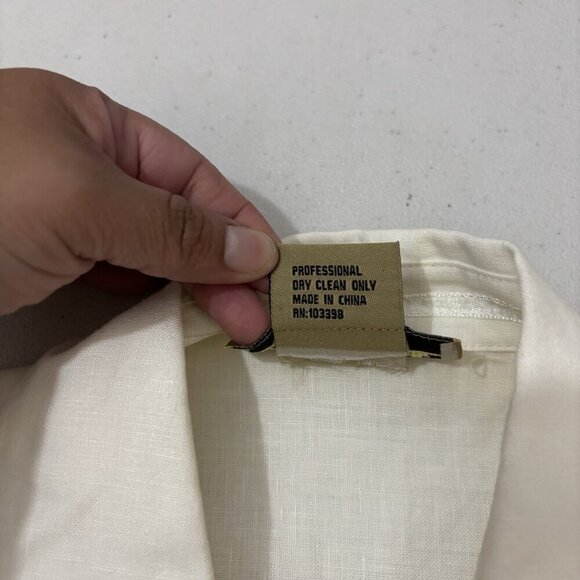 PROFESSIONAL
DRY CLEAN ONLY
MADE IN CHINA
RN:103398